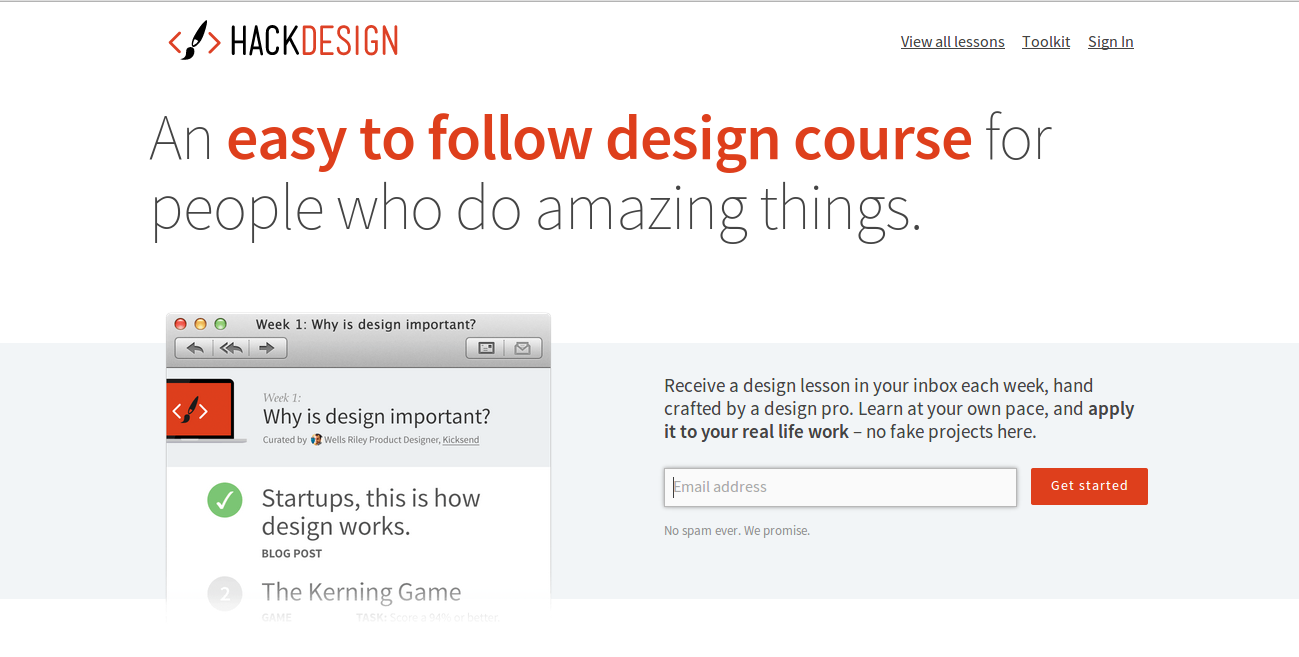 HACKDESIGN
View all lessons Toolkit Sign In
An easy to follow design course for
people who do amazing things.
Week 1: Why is design important?
Week 1:
Why is design important?
Curated by Wells Riley Product Designer, Kicksend
Startups, this is how
design works.
BLOG POST
2 The Kerning Game
GAME TASK: Score a 94% or better.
Receive a design lesson in your inbox each week, hand
crafted by a design pro. Learn at your own pace, and apply
it to your real life work – no fake projects here.
Email address Get started
No spam ever. We promise.